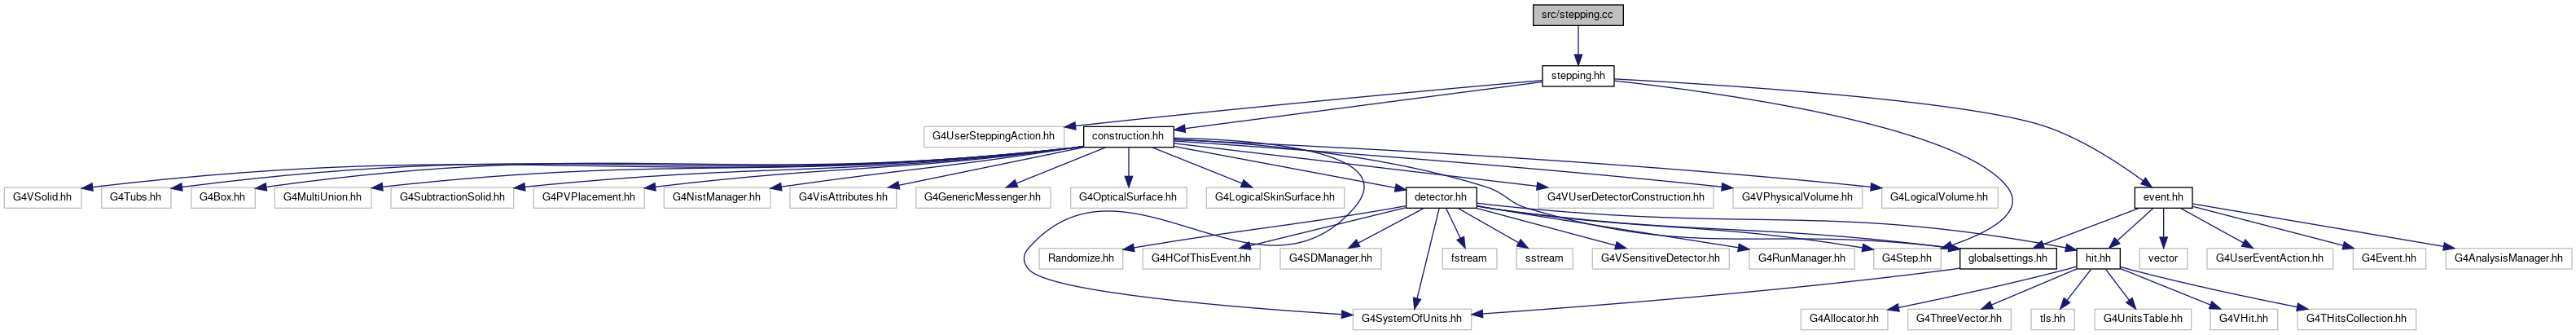 src/stepping.cc
stepping.hh
G4UserSteppingAction.hh
construction.hh
G4VSolid.hh
G4Tubs.hh
G4Box.hh
G4MultiUnion.hh
G4SubtractionSolid.hh
G4PVPlacement.hh
G4NistManager.hh
G4VisAttributes.hh
G4GenericMessenger.hh
G4OpticalSurface.hh
G4LogicalSkinSurface.hh
detector.hh
G4VUserDetectorConstruction.hh
G4VPhysicalVolume.hh
G4LogicalVolume.hh
event.hh
Randomize.hh
G4HCofThisEvent.hh
G4SDManager.hh
fstream
sstream
G4VSensitiveDetector.hh
G4RunManager.hh
G4Step.hh
globalsettings.hh
hit.hh
vector
G4UserEventAction.hh
G4Event.hh
G4AnalysisManager.hh
G4SystemOfUnits.hh
G4Allocator.hh
G4ThreeVector.hh
tls.hh
G4UnitsTable.hh
G4VHit.hh
G4THitsCollection.hh